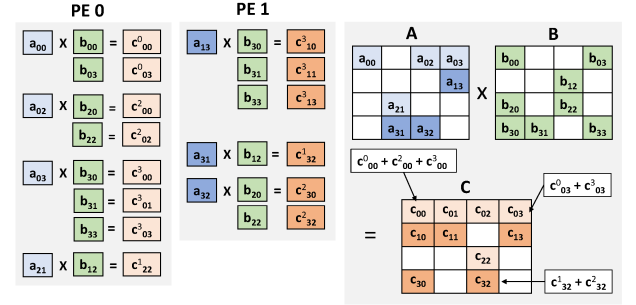 PE 0
a00 X b00 = c⁰00
b03 c⁰03
a02 X b20 = c²00
b22 c²02
a03 X b30 = c³00
b31 = c³01
b33 = c³03
a21 X b12 = c¹22
PE 1
a13 X b30 = c³10
b31 c³11
b33 c³13
a31 X b12 = c¹32
a32 X b20 = c²30
b22 c²32
A
a00 a02 a03
a13
a21
a31 a32
X
B
b00 b03
b12
b20 b22
b30 b31 b33
c⁰00 + c²00 + c³00
C
c⁰03 + c³03
=
c00 c01 c02 c03
c10 c11 c13
c22
c30 c32
c¹32 + c²32